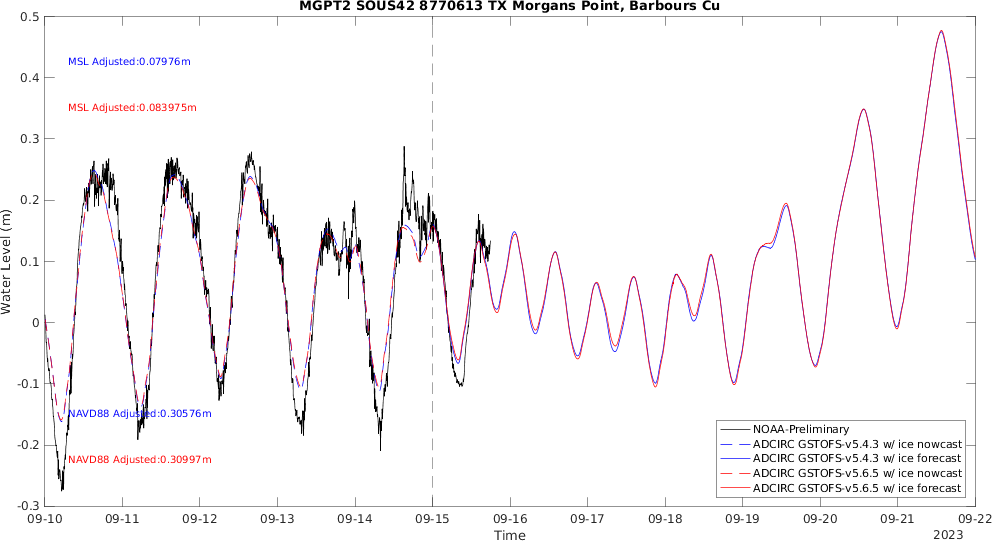 MGPT2 SOUS42 8770613 TX Morgans Point, Barbours Cu
0.5
0.4
0.3
0.2
0.1
0
-0.1
-0.2
-0.3
Water Level (m)
MSL Adjusted:0.07976m
MSL Adjusted:0.083975m
NAVD88 Adjusted:0.30576m
NAVD88 Adjusted:0.30997m
NOAA-Preliminary
ADCIRC GSTOFS-v5.4.3 w/ ice nowcast
ADCIRC GSTOFS-v5.4.3 w/ ice forecast
ADCIRC GSTOFS-v5.6.5 w/ ice nowcast
ADCIRC GSTOFS-v5.6.5 w/ ice forecast
09-10 09-11 09-12 09-13 09-14 09-15 09-16 09-17 09-18 09-19 09-20 09-21 09-22
Time
2023